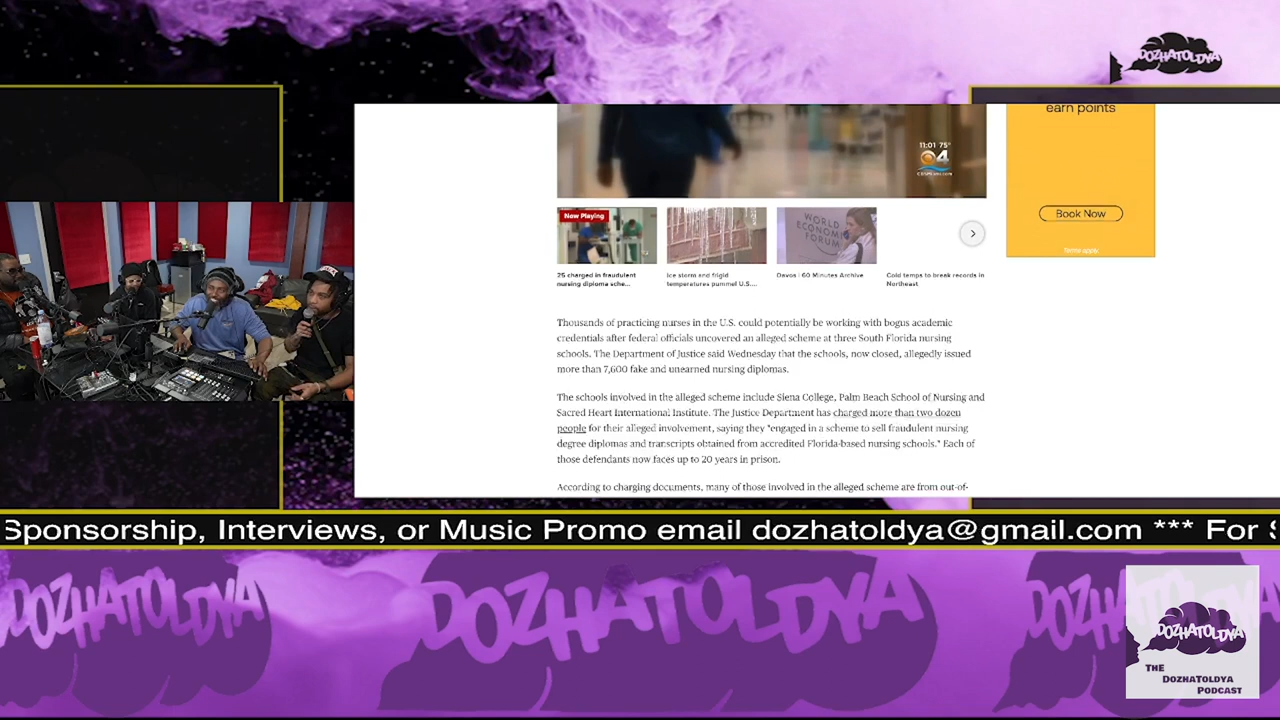 DOZHATOLDYA
earn points
11:01 75°
4
Book Now
Terms apply
Now Playing
WORLD
ECONOMIC
FORUM
25 charged in fraudulent
nursing diploma sche...
Ice storm and frigid
temperatures pummel U.S....
Davos | 60 Minutes Archive
Cold temps to break records in
Northeast
Thousands of practicing nurses in the U.S. could potentially be working with bogus academic
credentials after federal officials uncovered an alleged scheme at three South Florida nursing
schools. The Department of Justice said Wednesday that the schools, now closed, allegedly issued
more than 7,600 fake and unearned nursing diplomas.
The schools involved in the alleged scheme include Siena College, Palm Beach School of Nursing and
Sacred Heart International Institute. The Justice Department has charged more than two dozen
people for their alleged involvement, saying they "engaged in a scheme to sell fraudulent nursing
degree diplomas and transcripts obtained from accredited Florida-based nursing schools." Each of
those defendants now faces up to 20 years in prison.
According to charging documents, many of those involved in the alleged scheme are from out-of-
Sponsorship, Interviews, or Music Promo email dozhatoldya@gmail.com *** For S
DOZHATOLDYA
DOZHATOLDYA
DOZHATOLDYA
DOZHATOLDYA
THE
DOZHATOLDYA
PODCAST